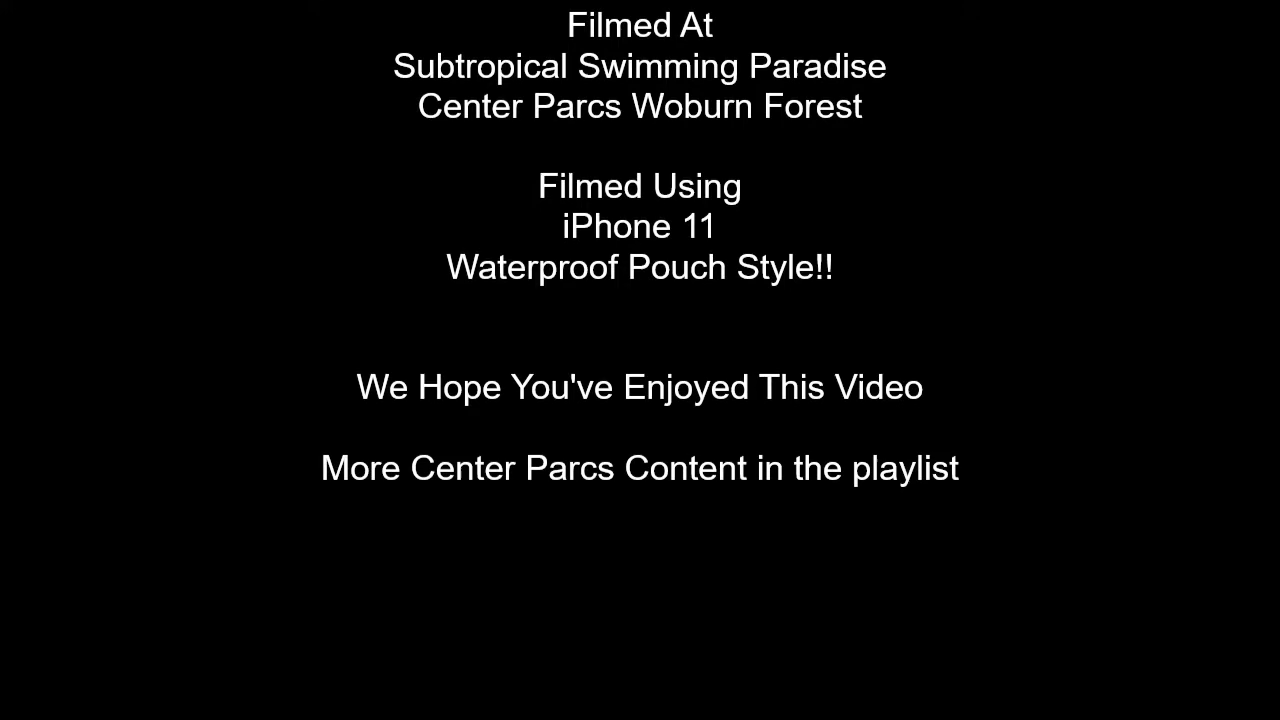 Filmed At
Subtropical Swimming Paradise
Center Parcs Woburn Forest
Filmed Using
iPhone 11
Waterproof Pouch Style!!
We Hope You've Enjoyed This Video
More Center Parcs Content in the playlist